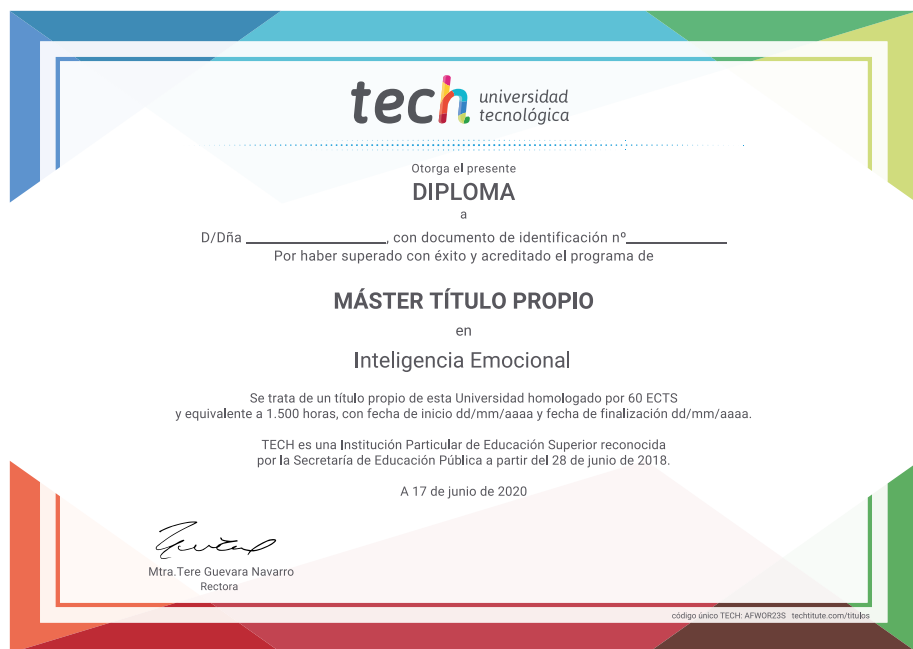 tech universidad
tecnológica
Otorga el presente
DIPLOMA
a
D/Dña ____________________, con documento de identificación nº______________
Por haber superado con éxito y acreditado el programa de
MÁSTER TÍTULO PROPIO
en
Inteligencia Emocional
Se trata de un título propio de esta Universidad homologado por 60 ECTS
y equivalente a 1.500 horas, con fecha de inicio dd/mm/aaaa y fecha de finalización dd/mm/aaaa.
TECH es una Institución Particular de Educación Superior reconocida
por la Secretaría de Educación Pública a partir del 28 de junio de 2018.
A 17 de junio de 2020
Mtra.Tere Guevara Navarro
Rectora
código único TECH: AFWOR23S techtitute.com/titulos